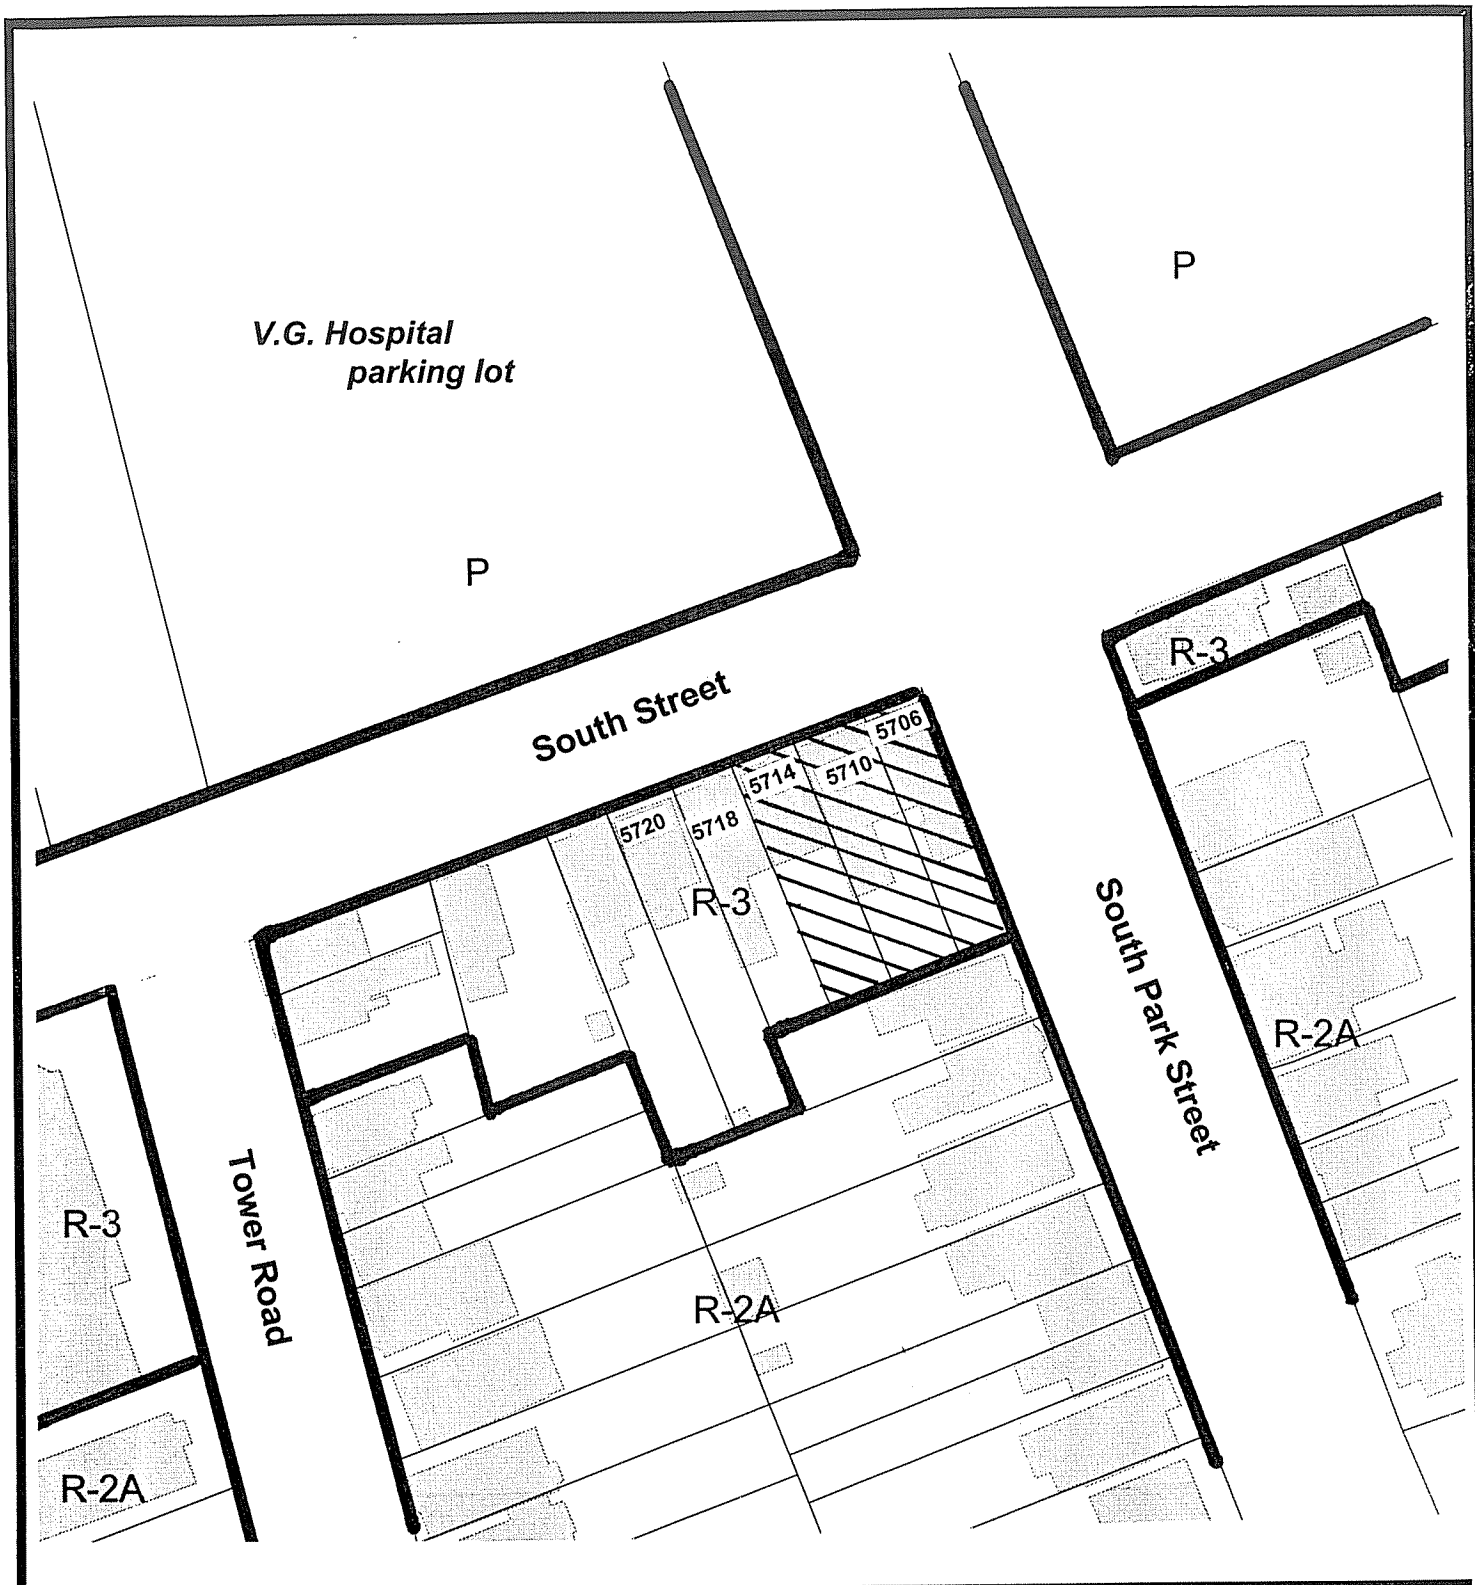 P
V.G. Hospital
parking lot
P
R-3
South Street
5706
5710
5714
5718
5720
R-3
South Park Street
R-2A
Tower Road
R-3
R-2A
R-2A